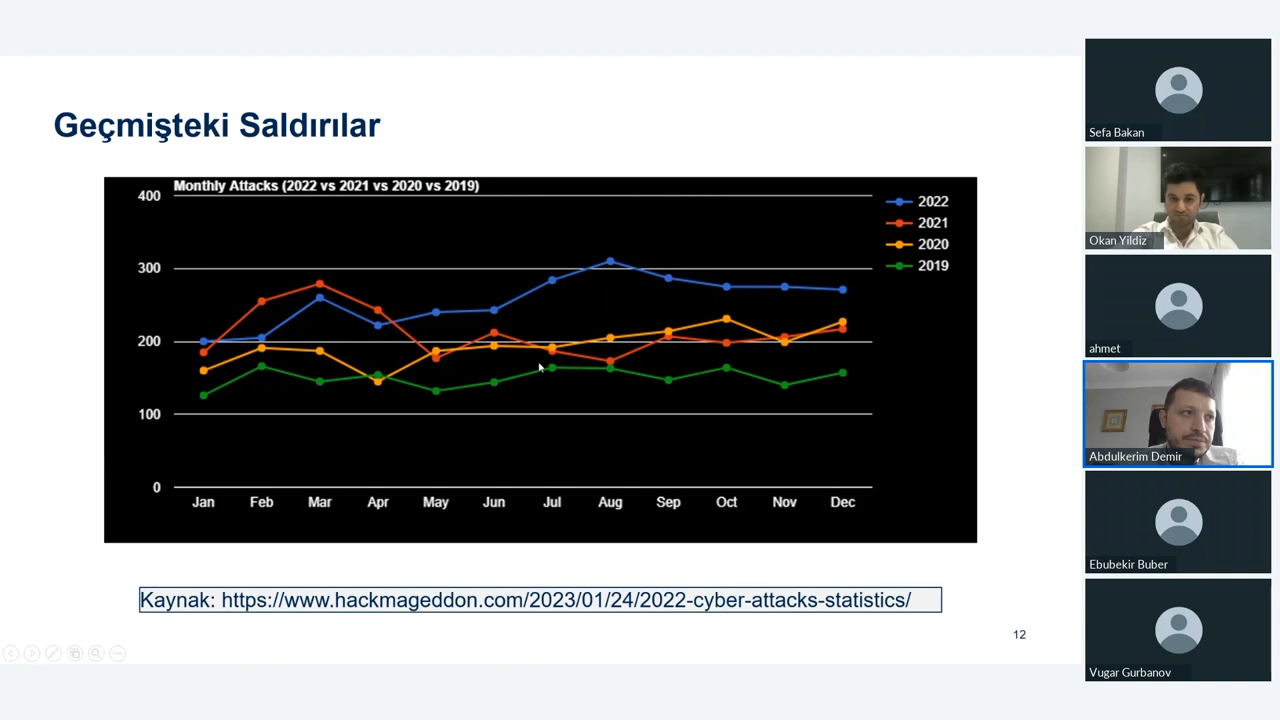 Geçmişteki Saldırılar
Monthly Attacks (2022 vs 2021 vs 2020 vs 2019)
400
300
200
100
0
Jan Feb Mar Apr May Jun Jul Aug Sep Oct Nov Dec
2022
2021
2020
2019
Kaynak: https://www.hackmageddon.com/2023/01/24/2022-cyber-attacks-statistics/
12
Sefa Bakan
Okan Yildiz
ahmet
Abdulkerim Demir
Ebubekir Buber
Vugar Gurbanov